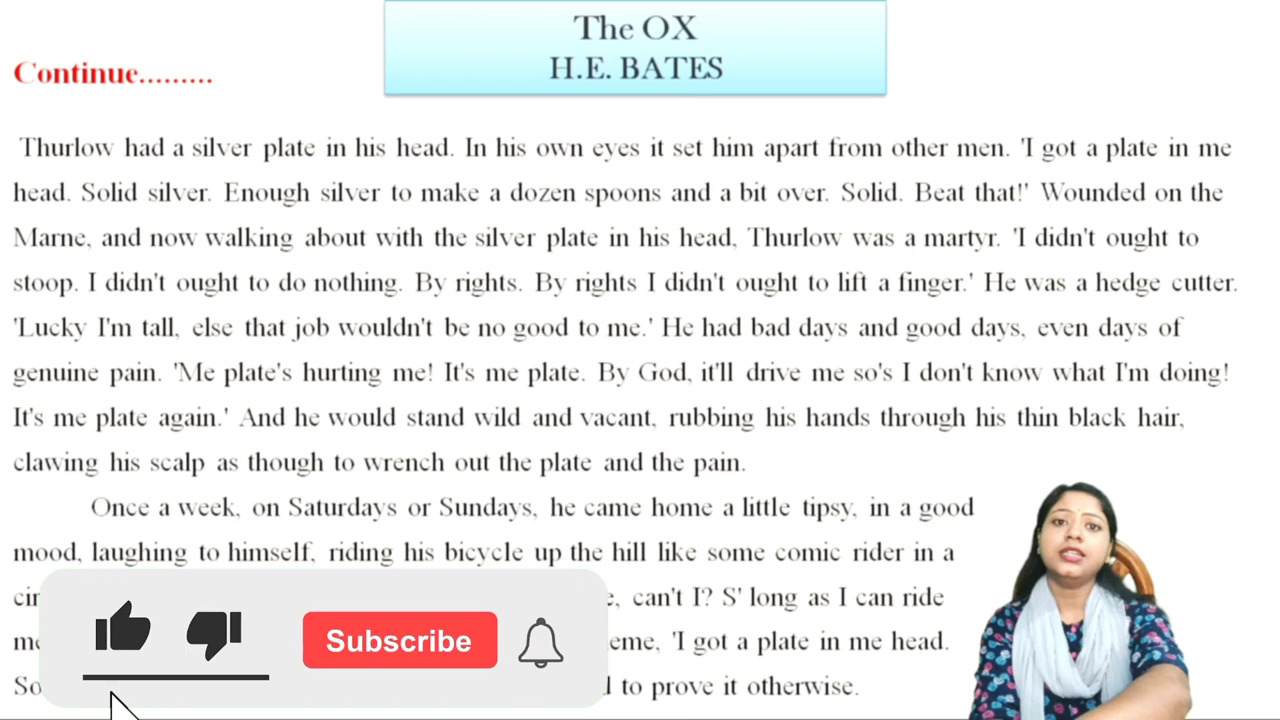 The OX
H.E. BATES
Continue.........
Thurlow had a silver plate in his head. In his own eyes it set him apart from other men. 'I got a plate in me
head. Solid silver. Enough silver to make a dozen spoons and a bit over. Solid. Beat that!' Wounded on the
Marne, and now walking about with the silver plate in his head, Thurlow was a martyr. 'I didn't ought to
stoop. I didn't ought to do nothing. By rights. By rights I didn't ought to lift a finger.' He was a hedge cutter.
'Lucky I'm tall, else that job wouldn't be no good to me.' He had bad days and good days, even days of
genuine pain. 'Me plate's hurting me! It's me plate. By God, it'll drive me so's I don't know what I'm doing!
It's me plate again.' And he would stand wild and vacant, rubbing his hands through his thin black hair,
clawing his scalp as though to wrench out the plate and the pain.
Once a week, on Saturdays or Sundays, he came home a little tipsy, in a good
mood, laughing to himself, riding his bicycle up the hill like some comic rider in a
can't I? S' long as I can ride
'I got a plate in me head.
to prove it otherwise.
Subscribe